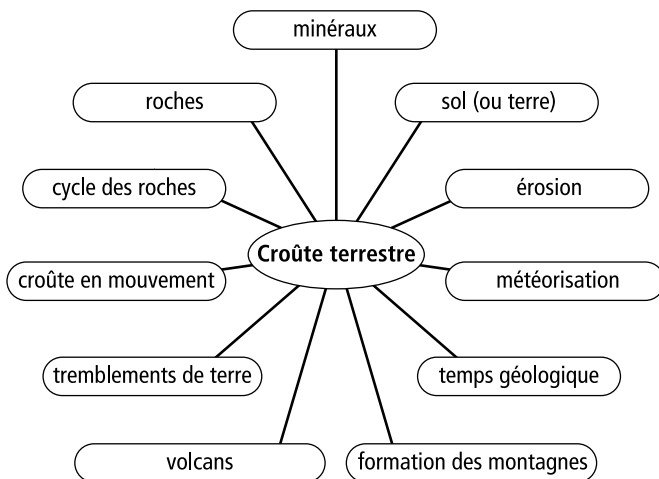 minéraux
roches
sol (ou terre)
cycle des roches
érosion
Croûte terrestre
croûte en mouvement
météorisation
tremblements de terre
temps géologique
volcans
formation des montagnes